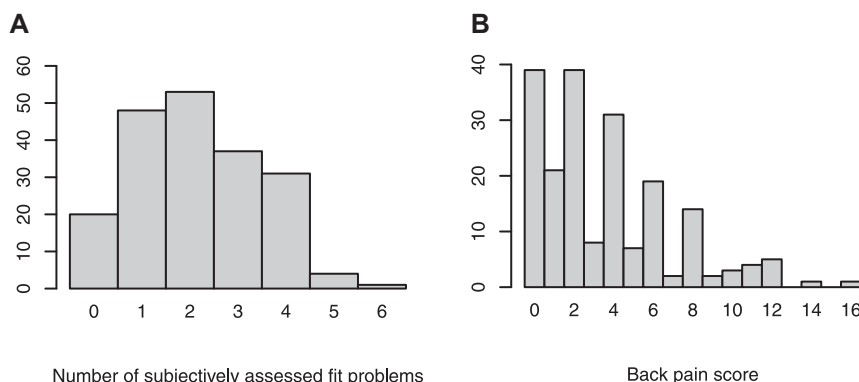 A
B
60
50
40
30
20
10
0
0 1 2 3 4 5 6
Number of subjectively assessed fit problems
40
30
20
10
0
0 2 4 6 8 10 12 14 16
Back pain score